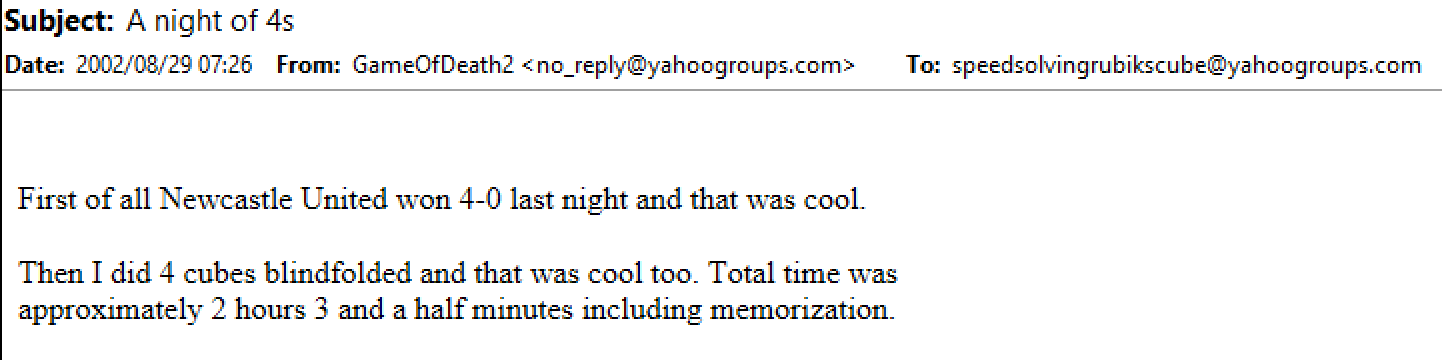 Subject: A night of 4s
Date: 2002/08/29 07:26 From: GameOfDeath2 <no_reply@yahoogroups.com> To: speedsolvingrubikscube@yahoogroups.com
First of all Newcastle United won 4-0 last night and that was cool.
Then I did 4 cubes blindfolded and that was cool too. Total time was
approximately 2 hours 3 and a half minutes including memorization.